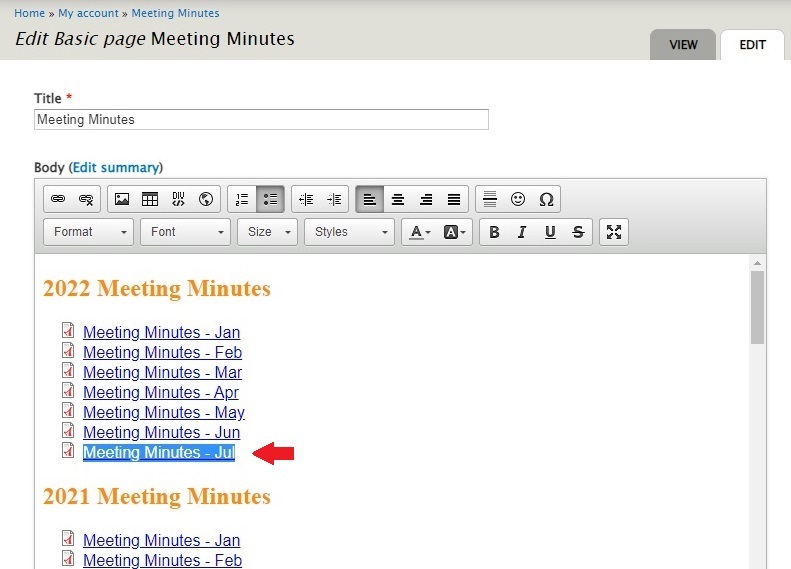 Home » My account » Meeting Minutes
Edit Basic page Meeting Minutes
VIEW
EDIT
Title *
Meeting Minutes
Body (Edit summary)
DIV
Format
Font
Size
Styles
A
A
B
I
U
S
2022 Meeting Minutes
Meeting Minutes - Jan
Meeting Minutes - Feb
Meeting Minutes - Mar
Meeting Minutes - Apr
Meeting Minutes - May
Meeting Minutes - Jun
Meeting Minutes - Jul
2021 Meeting Minutes
Meeting Minutes - Jan
Meeting Minutes - Feb